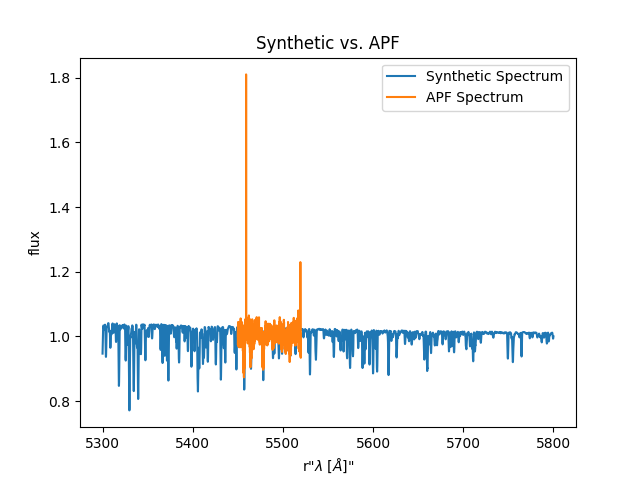 Synthetic vs. APF
Synthetic Spectrum
APF Spectrum
flux
1.8
1.6
1.4
1.2
1.0
0.8
5300
5400
5500
5600
5700
5800
r"λ [Å]"